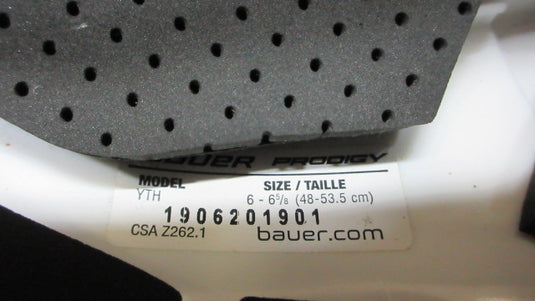 BAUER PRODIGY
MODEL SIZE / TAILLE
YTH 6 - 6⅝ (48-53.5 cm)
1906201901
CSA Z262.1 bauer.com